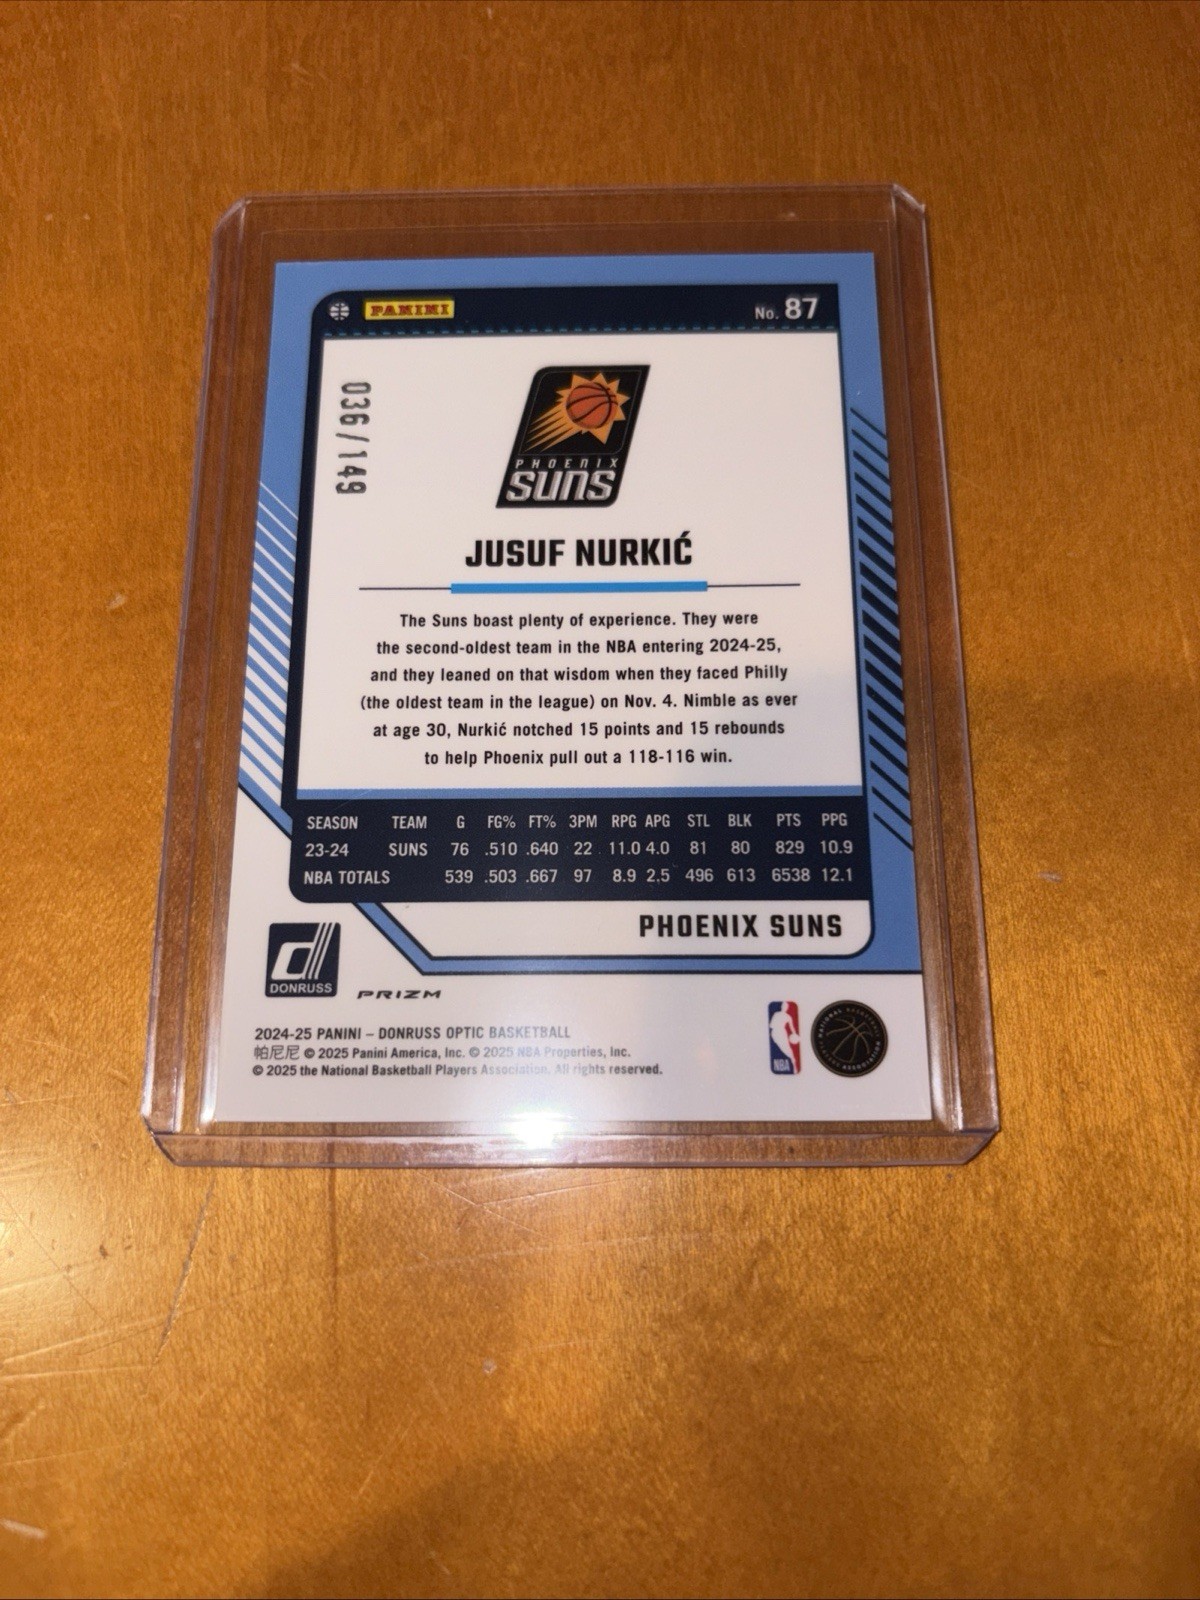 PANINI
No. 87
036/149
PHOENIX
SUNS
JUSUF NURKIĆ
The Suns boast plenty of experience. They were
the second-oldest team in the NBA entering 2024-25,
and they leaned on that wisdom when they faced Philly
(the oldest team in the league) on Nov. 4. Nimble as ever
at age 30, Nurkić notched 15 points and 15 rebounds
to help Phoenix pull out a 118-116 win.
SEASON TEAM G FG% FT% 3PM RPG APG STL BLK PTS PPG
23-24 SUNS 76 .510 .640 22 11.0 4.0 81 80 829 10.9
NBA TOTALS 539 .503 .667 97 8.9 2.5 496 613 6538 12.1
PHOENIX SUNS
d
DONRUSS
PRIZM
2024-25 PANINI – DONRUSS OPTIC BASKETBALL
帕尼尼 © 2025 Panini America, Inc. © 2025 NBA Properties, Inc.
© 2025 the National Basketball Players Association. All rights reserved.
NBA
NATIONAL BASKETBALL PLAYERS ASSOCIATION